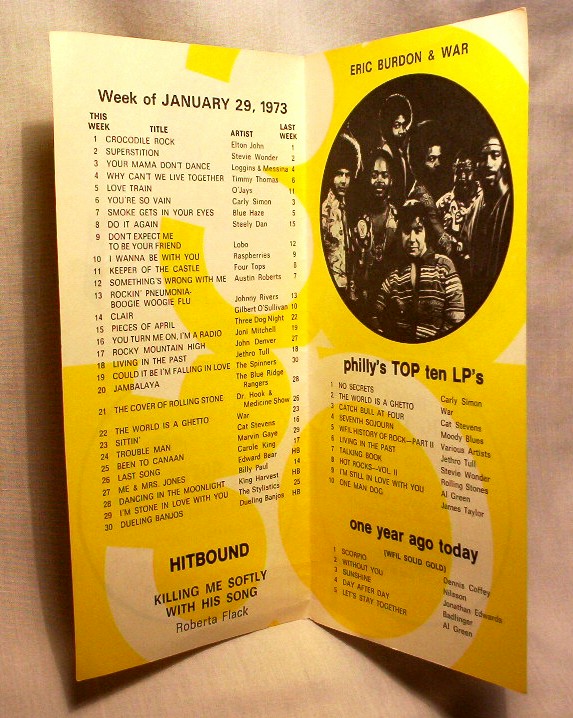 Week of JANUARY 29, 1973
THIS WEEK TITLE ARTIST LAST WEEK
1 CROCODILE ROCK Elton John 1
2 SUPERSTITION Stevie Wonder 2
3 YOUR MAMA DON'T DANCE Loggins & Messina 4
4 WHY CAN'T WE LIVE TOGETHER Timmy Thomas 6
5 LOVE TRAIN O'Jays 11
6 YOU'RE SO VAIN Carly Simon 3
7 SMOKE GETS IN YOUR EYES Blue Haze 5
8 DO IT AGAIN Steely Dan 15
9 DON'T EXPECT ME
TO BE YOUR FRIEND Lobo 12
10 I WANNA BE WITH YOU Raspberries 9
11 KEEPER OF THE CASTLE Four Tops 8
12 SOMETHING'S WRONG WITH ME Austin Roberts 7
13 ROCKIN' PNEUMONIA-
BOOGIE WOOGIE FLU Johnny Rivers 13
14 CLAIR Gilbert O'Sullivan 10
15 PIECES OF APRIL Three Dog Night 22
16 YOU TURN ME ON, I'M A RADIO Joni Mitchell 19
17 ROCKY MOUNTAIN HIGH John Denver 27
18 LIVING IN THE PAST Jethro Tull 18
19 COULD IT BE I'M FALLING IN LOVE The Spinners 30
20 JAMBALAYA The Blue Ridge
Rangers 28
21 THE COVER OF ROLLING STONE Dr. Hook &
Medicine Show 26
22 THE WORLD IS A GHETTO War 23
23 SITTIN' Cat Stevens 16
24 TROUBLE MAN Marvin Gaye 29
25 BEEN TO CANAAN Carole King 17
26 LAST SONG Edward Bear HB
27 ME & MRS. JONES Billy Paul 14
28 DANCING IN THE MOONLIGHT King Harvest HB
29 I'M STONE IN LOVE WITH YOU The Stylistics 25
30 DUELING BANJOS Dueling Banjos HB
HITBOUND
KILLING ME SOFTLY
WITH HIS SONG
Roberta Flack
ERIC BURDON & WAR
philly's TOP ten LP's
1 NO SECRETS Carly Simon
2 THE WORLD IS A GHETTO War
3 CATCH BULL AT FOUR Cat Stevens
4 SEVENTH SOJOURN Moody Blues
5 WFIL HISTORY OF ROCK—PART II Various Artists
6 LIVING IN THE PAST Jethro Tull
7 TALKING BOOK Stevie Wonder
8 HOT ROCKS—VOL II Rolling Stones
9 I'M STILL IN LOVE WITH YOU Al Green
10 ONE MAN DOG James Taylor
one year ago today
(WFIL SOLID GOLD)
1 SCORPIO Dennis Coffey
2 WITHOUT YOU Nilsson
3 SUNSHINE Jonathan Edwards
4 DAY AFTER DAY Badfinger
5 LET'S STAY TOGETHER Al Green